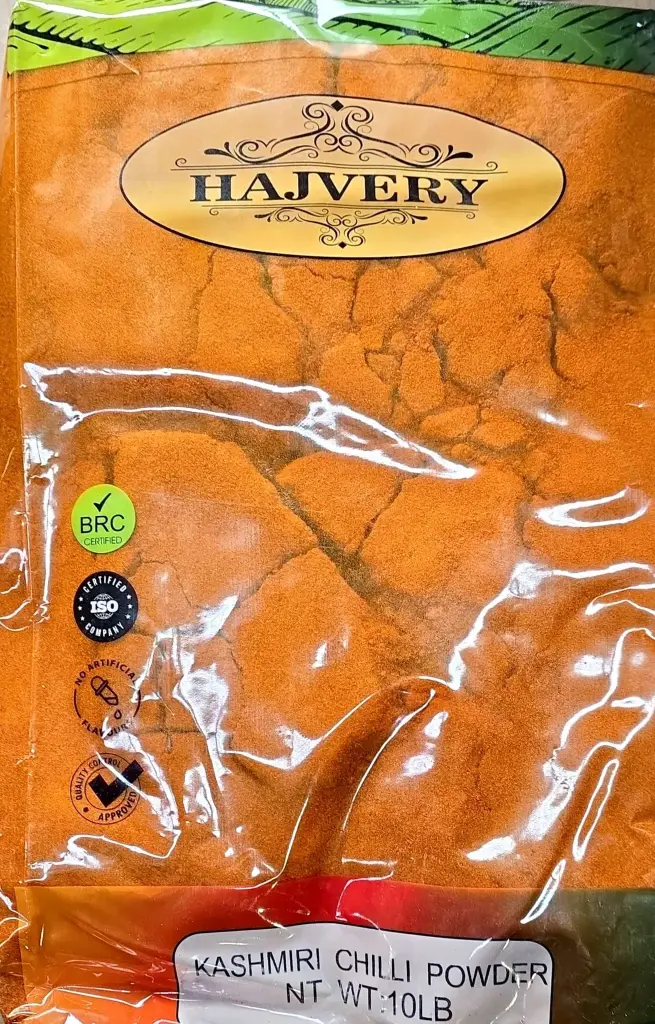 HAJVERY
BRC
CERTIFIED
CERTIFIED
ISO
COMPANY
NO ARTIFICIAL
FLAVOURS
QUALITY CONTROL
APPROVED
KASHMIRI CHILLI POWDER
NT WT:10LB